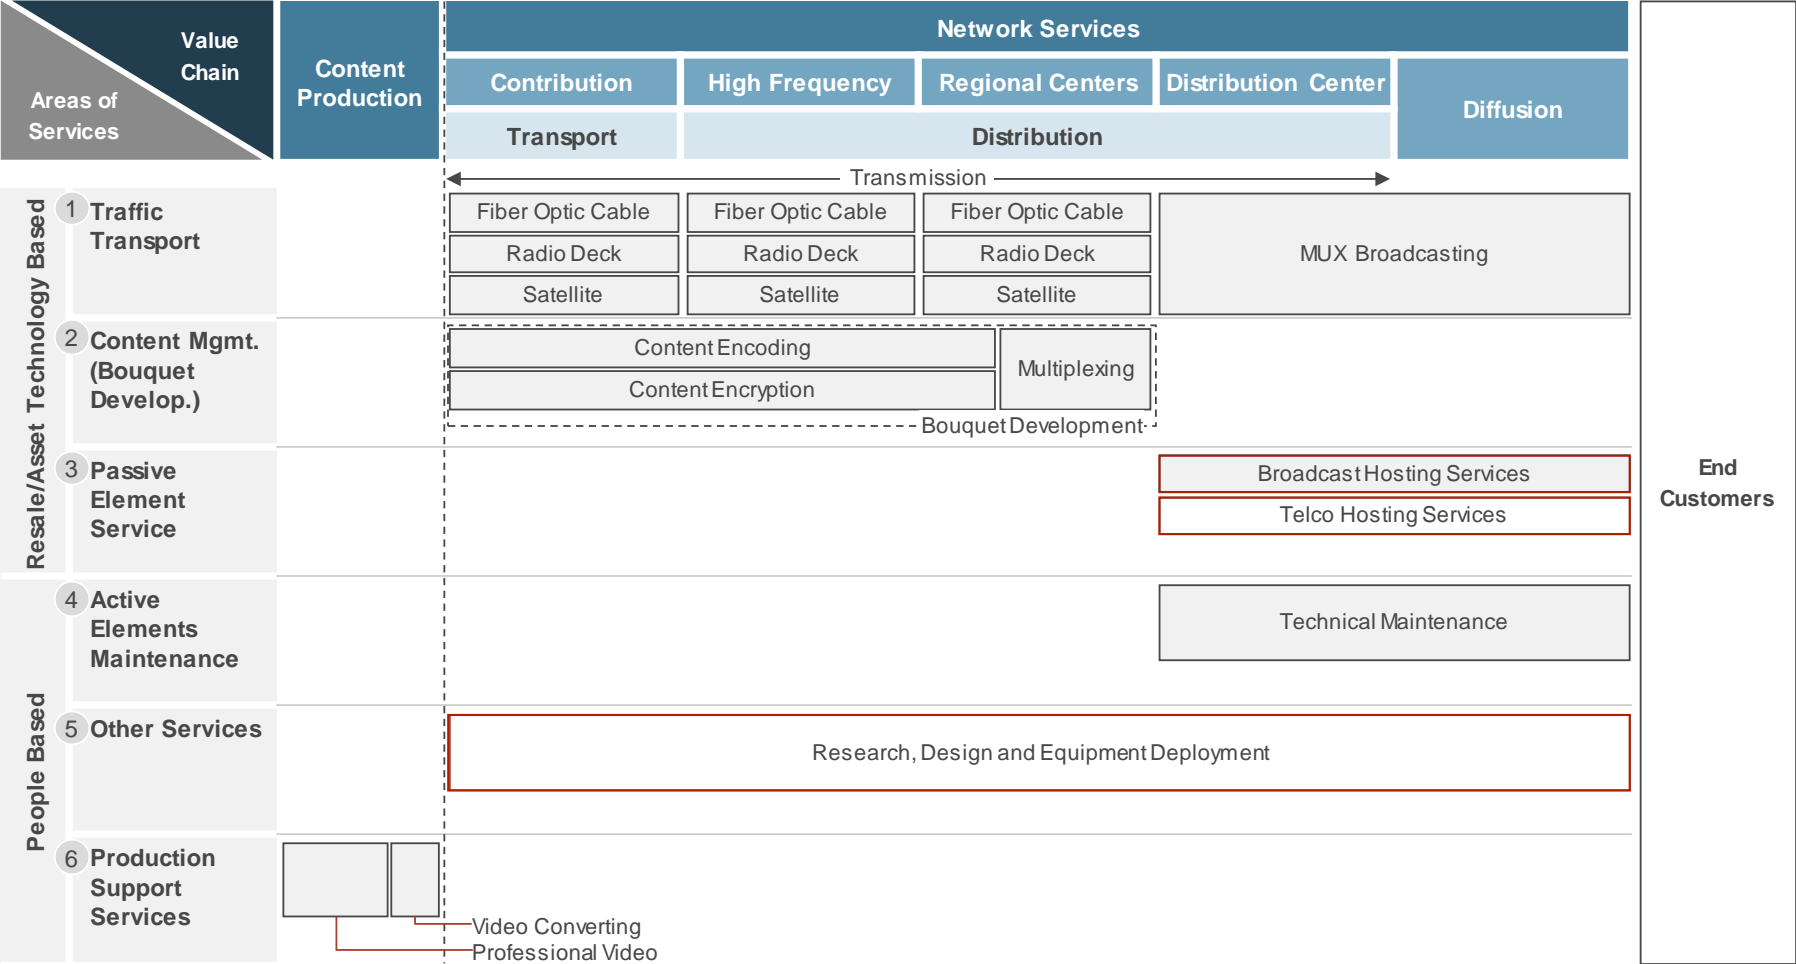 Value
Chain
Areas of
Services
Content
Production
Network Services
Contribution
High Frequency
Regional Centers
Distribution Center
Diffusion
Transport
Distribution
Transmission
Resale/Asset Technology Based
1 Traffic
Transport
Fiber Optic Cable
Fiber Optic Cable
Fiber Optic Cable
Radio Deck
Radio Deck
Radio Deck
Satellite
Satellite
Satellite
MUX Broadcasting
2 Content Mgmt.
(Bouquet
Develop.)
Content Encoding
Content Encryption
Multiplexing
Bouquet Development
3 Passive
Element
Service
Broadcast Hosting Services
Telco Hosting Services
End
Customers
People Based
4 Active
Elements
Maintenance
Technical Maintenance
5 Other Services
Research, Design and Equipment Deployment
6 Production
Support
Services
Video Converting
Professional Video